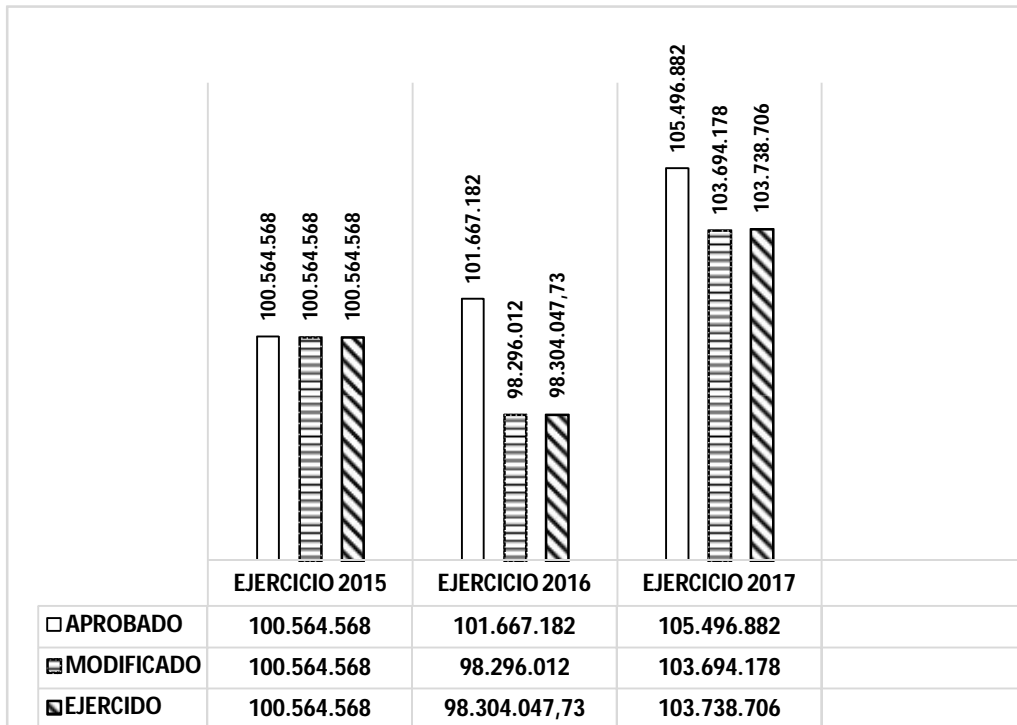 100.564.568
100.564.568
100.564.568
101.667.182
98.296.012
98.304.047,73
105.496.882
103.694.178
103.738.706
EJERCICIO 2015 EJERCICIO 2016 EJERCICIO 2017
APROBADO 100.564.568 101.667.182 105.496.882
MODIFICADO 100.564.568 98.296.012 103.694.178
EJERCIDO 100.564.568 98.304.047,73 103.738.706